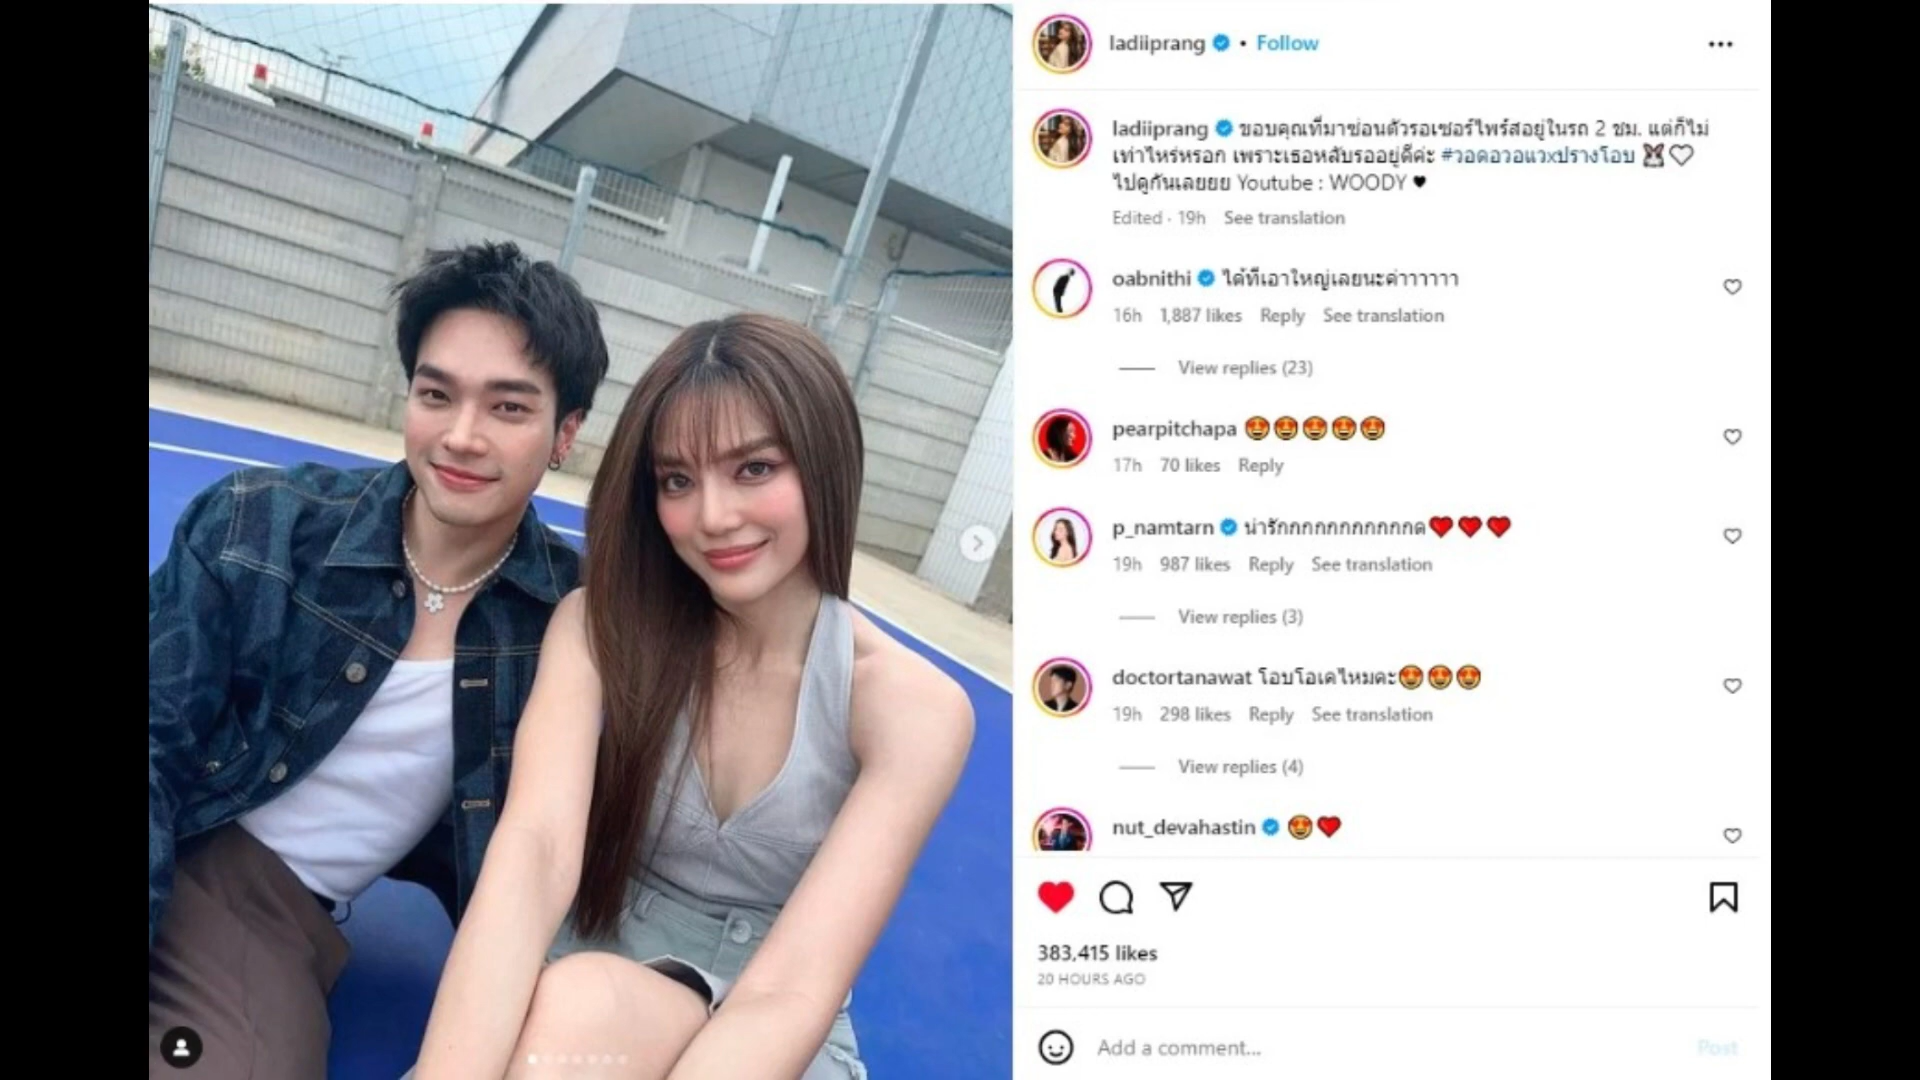 ladiiprang • Follow
ladiiprang ขอบคุณที่มาซ่อนตัวรอเซอร์ไพร์สอยู่ในรถ 2 ชม. แต่ก็ไม่
เท่าไหร่หรอก เพราะเธอหลับรออยู่ดีค่ะ #วอดอวอแวxปรางโอบ 🐰🤍
ไปดูกันเลยยย Youtube : WOODY ♥
Edited · 19h See translation
oabnithi ได้ทีเอาใหญ่เลยนะค่าาาาาา
16h 1,887 likes Reply See translation
View replies (23)
pearpitchapa 😍😍😍😍😍
17h 70 likes Reply
p_namtarn น่ารักกกกกกกกกกกด❤️❤️❤️
19h 987 likes Reply See translation
View replies (3)
doctortanawat โอบโอเคไหมคะ😍😍😍
19h 298 likes Reply See translation
View replies (4)
nut_devahastin 😍❤️
383,415 likes
20 HOURS AGO
Add a comment... Post